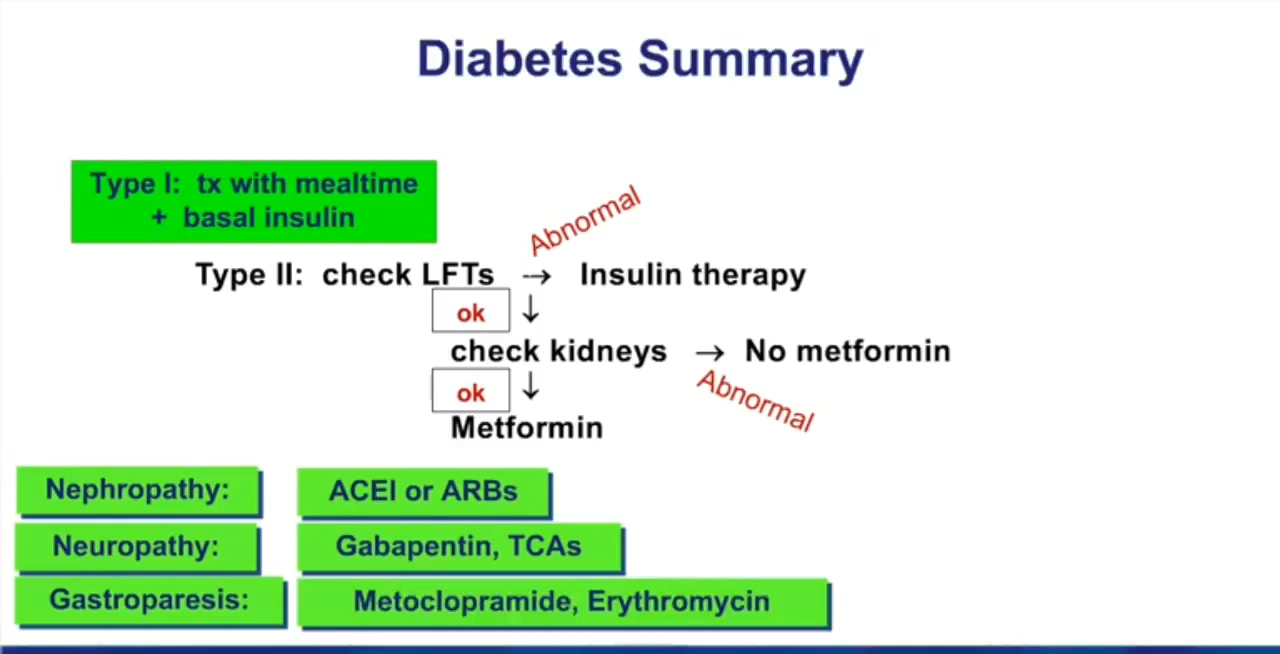 Diabetes Summary
Type I: tx with mealtime
+ basal insulin
Abnormal
Type II: check LFTs → Insulin therapy
ok ↓
check kidneys → No metformin
ok ↓
Abnormal
Metformin
Nephropathy: ACEI or ARBs
Neuropathy: Gabapentin, TCAs
Gastroparesis: Metoclopramide, Erythromycin